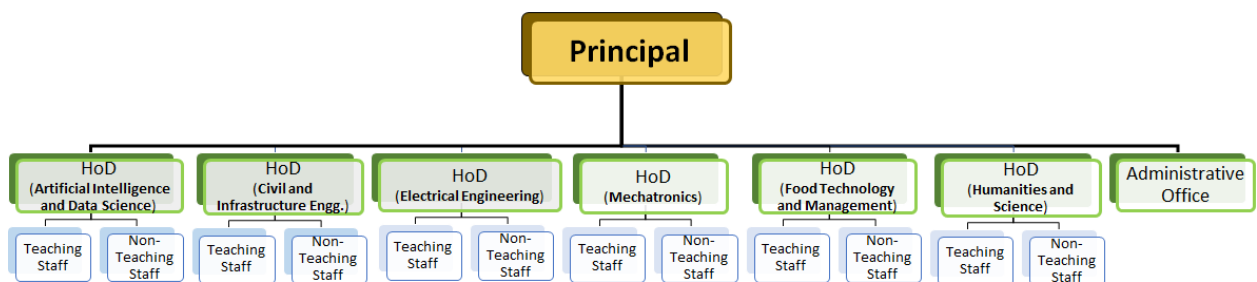 Principal
HoD
(Artificial Intelligence
and Data Science)
HoD
(Civil and
Infrastructure Engg.)
HoD
(Electrical Engineering)
HoD
(Mechatronics)
HoD
(Food Technology
and Management)
HoD
(Humanities and
Science)
Administrative
Office
Teaching
Staff
Non-
Teaching
Staff
Teaching
Staff
Non-
Teaching
Staff
Teaching
Staff
Non-
Teaching
Staff
Teaching
Staff
Non-
Teaching
Staff
Teaching
Staff
Non-
Teaching
Staff
Teaching
Staff
Non-
Teaching
Staff